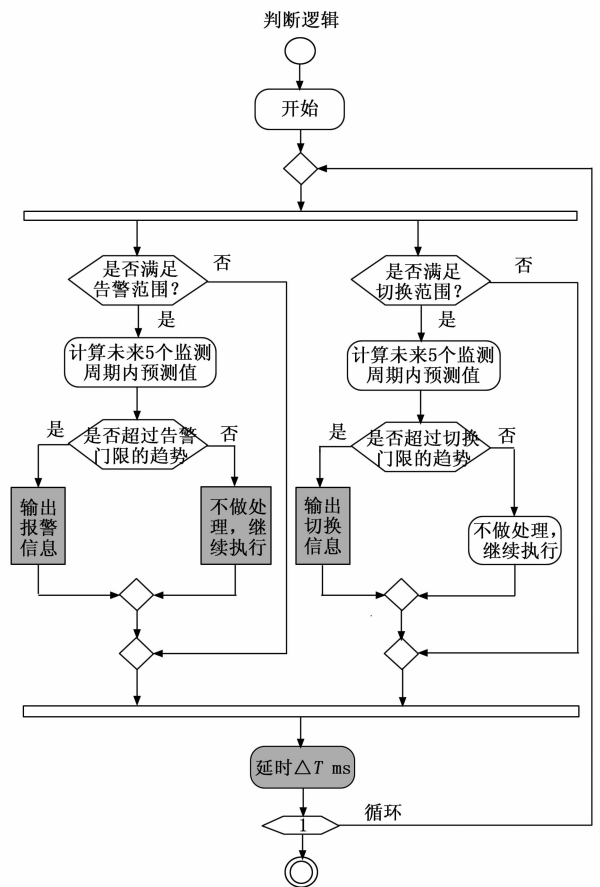 判断逻辑
开始
是否满足
告警范围?
否
是
计算未来5个监测
周期内预测值
是否超过告警
门限的趋势
是
否
输出
报警
信息
不做处
理，继
续执行
是否满足
切换范围?
否
是
计算未来5个监测
周期内预测值
是否超过切换
门限的趋势
是
否
输出
切换
信息
不做处理，
继续执行
延时△T ms
1
循环